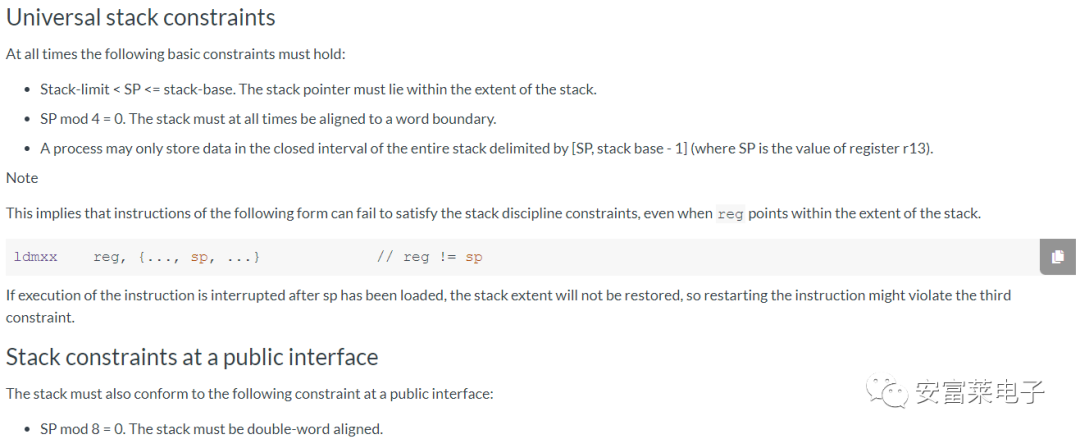 Universal stack constraints
At all times the following basic constraints must hold:
• Stack-limit < SP <= stack-base. The stack pointer must lie within the extent of the stack.
• SP mod 4 = 0. The stack must at all times be aligned to a word boundary.
• A process may only store data in the closed interval of the entire stack delimited by [SP, stack base - 1] (where SP is the value of register r13).
Note
This implies that instructions of the following form can fail to satisfy the stack discipline constraints, even when reg points within the extent of the stack.
ldmxx reg, {..., sp, ...} // reg != sp
If execution of the instruction is interrupted after sp has been loaded, the stack extent will not be restored, so restarting the instruction might violate the third
constraint.
Stack constraints at a public interface
The stack must also conform to the following constraint at a public interface:
• SP mod 8 = 0. The stack must be double-word aligned.
安富莱电子